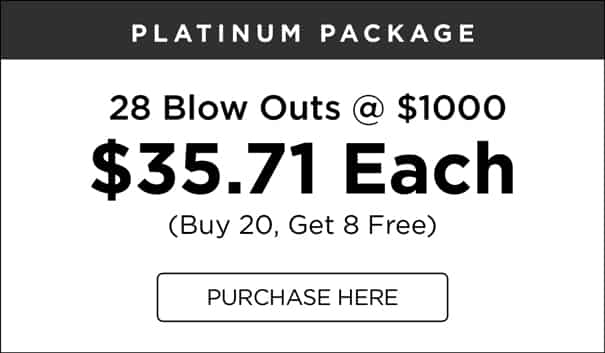 PLATINUM PACKAGE
28 Blow Outs @ $1000
$35.71 Each
(Buy 20, Get 8 Free)
PURCHASE HERE